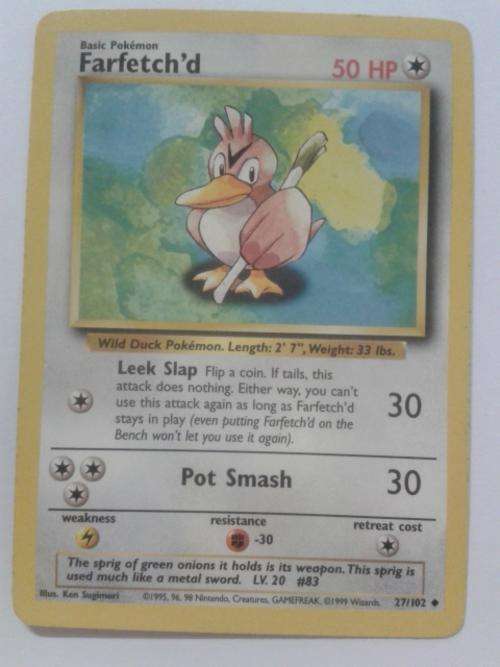 Basic Pokémon
Farfetch'd
50 HP
Wild Duck Pokémon. Length: 2' 7", Weight: 33 lbs.
Leek Slap Flip a coin. If tails, this
attack does nothing. Either way, you can't
use this attack again as long as Farfetch'd
stays in play (even putting Farfetch'd on the
Bench won't let you use it again).
30
Pot Smash
30
weakness
resistance
retreat cost
-30
The sprig of green onions it holds is its weapon. This sprig is
used much like a metal sword. LV. 20 #83
Illus. Ken Sugimori
©1995, 96, 98 Nintendo, Creatures, GAMEFREAK. ©1999 Wizards.
27/102